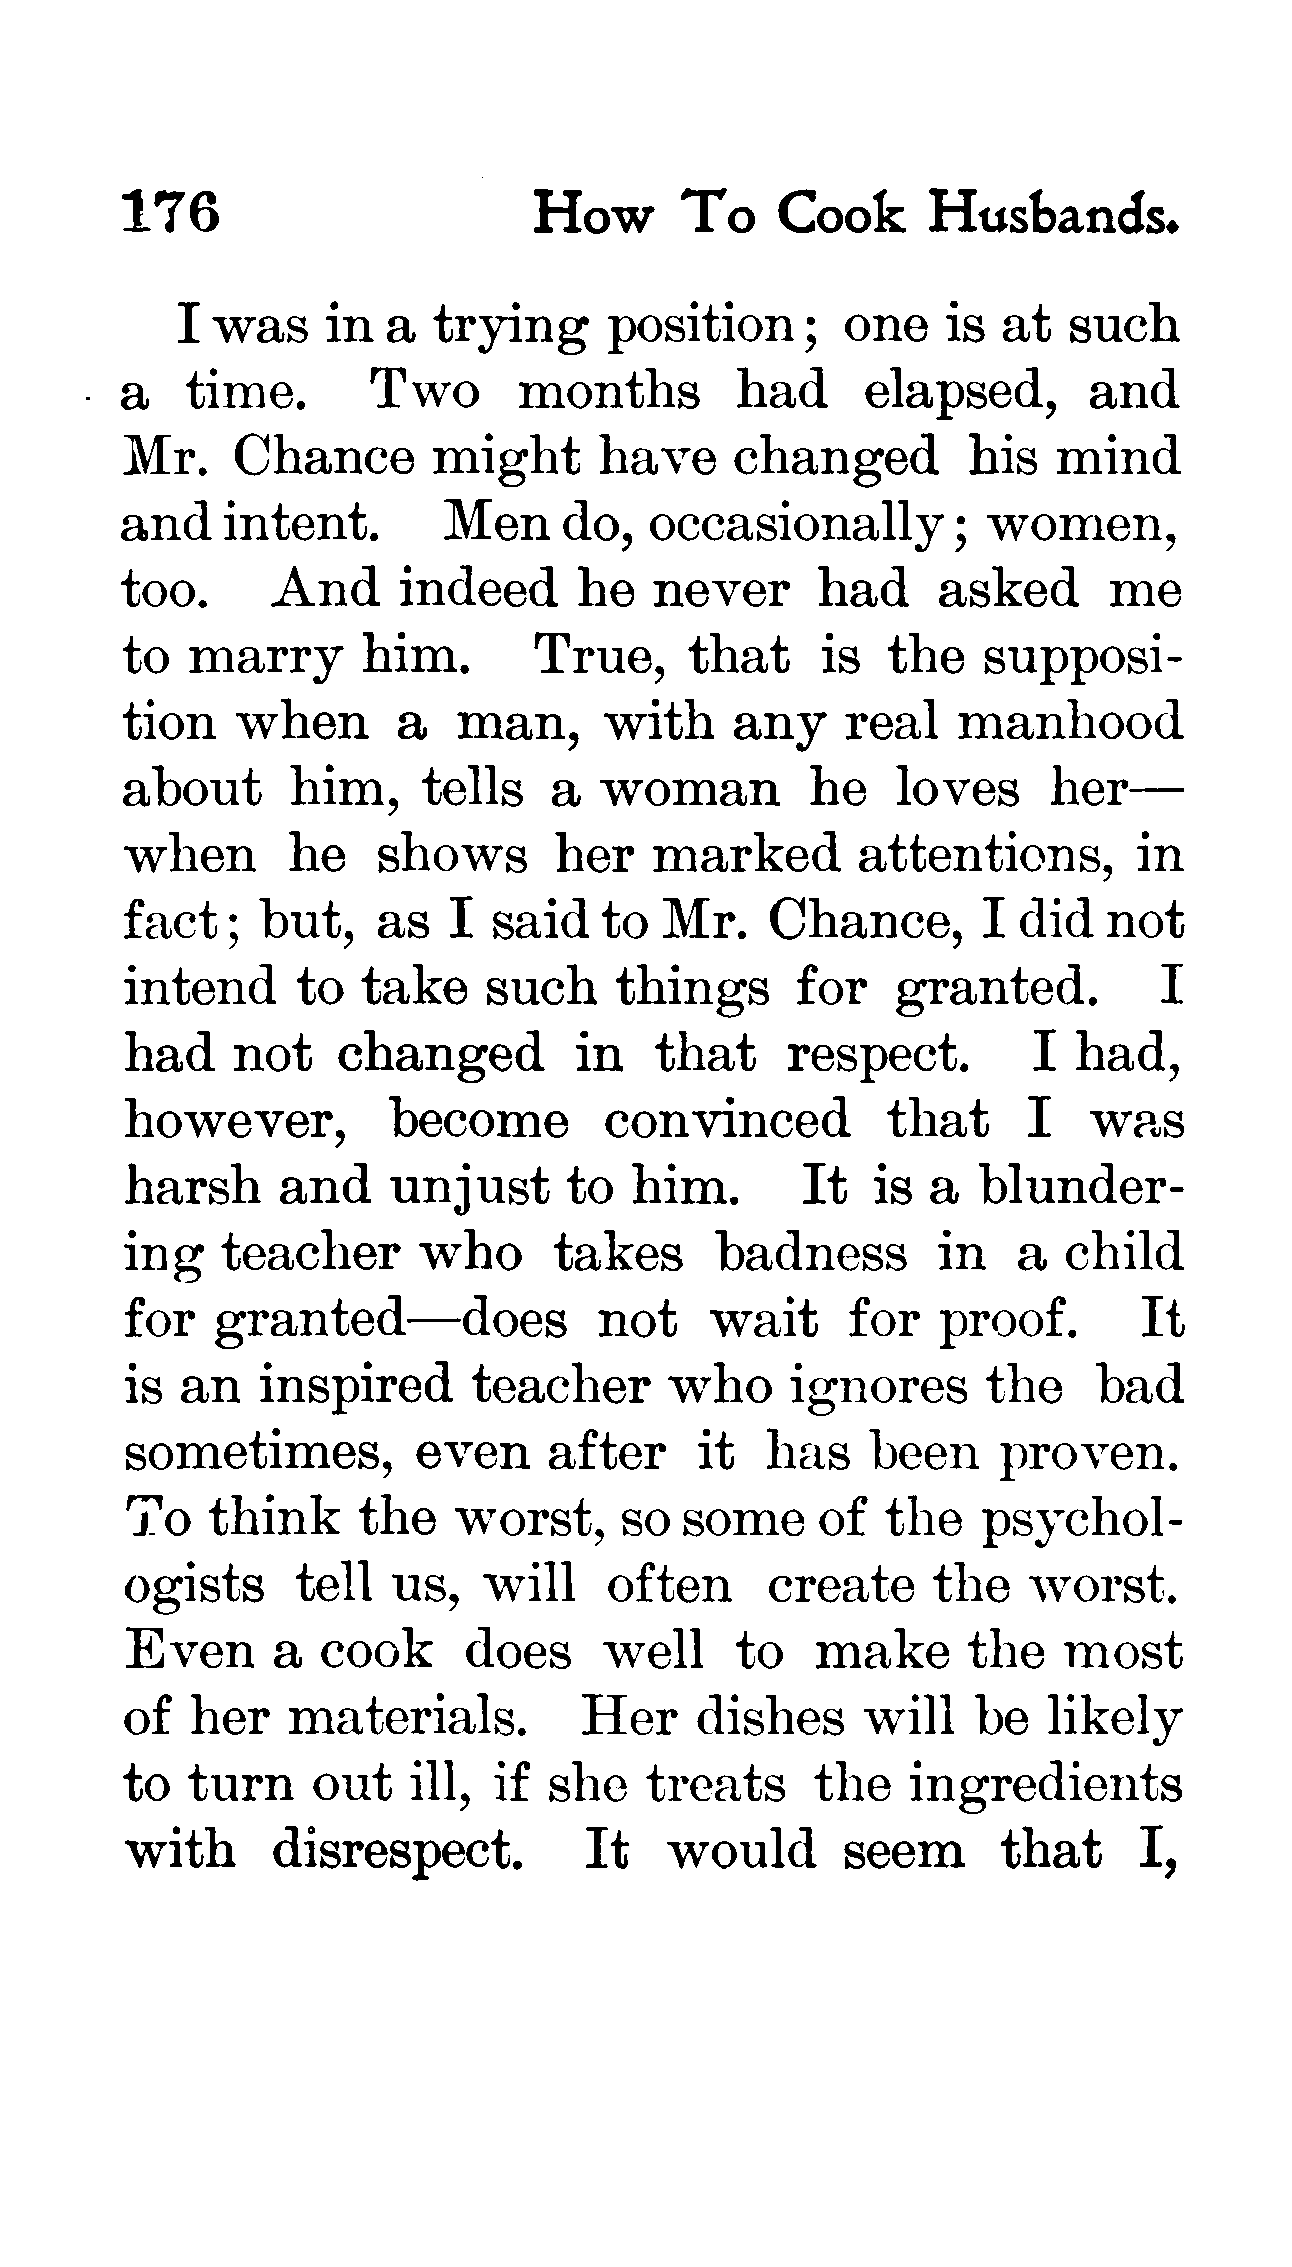 176 How To Cook Husbands.
I was in a trying position; one is at such
a time. Two months had elapsed, and
Mr. Chance might have changed his mind
and intent. Men do, occasionally; women,
too. And indeed he never had asked me
to marry him. True, that is the supposi-
tion when a man, with any real manhood
about him, tells a woman he loves her—
when he shows her marked attentions, in
fact; but, as I said to Mr. Chance, I did not
intend to take such things for granted. I
had not changed in that respect. I had,
however, become convinced that I was
harsh and unjust to him. It is a blunder-
ing teacher who takes badness in a child
for granted—does not wait for proof. It
is an inspired teacher who ignores the bad
sometimes, even after it has been proven.
To think the worst, so some of the psychol-
ogists tell us, will often create the worst.
Even a cook does well to make the most
of her materials. Her dishes will be likely
to turn out ill, if she treats the ingredients
with disrespect. It would seem that I,